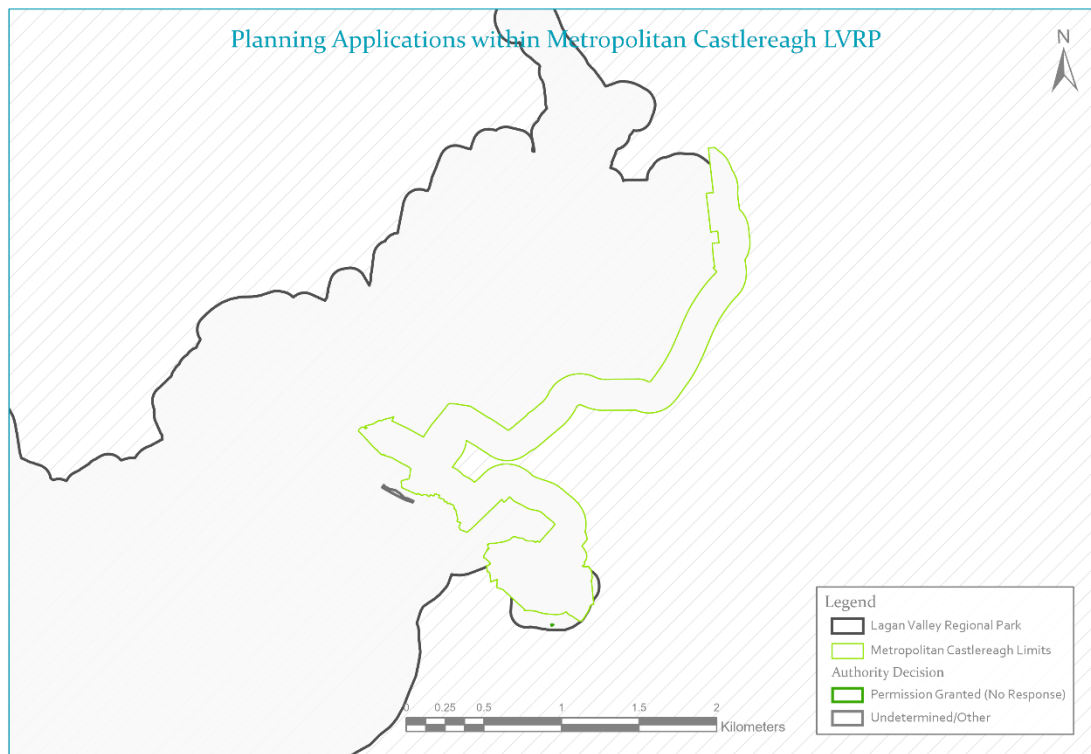 Planning Applications within Metropolitan Castlereagh LVRP
N
Legend
Lagan Valley Regional Park
Metropolitan Castlereagh Limits
Authority Decision
Permission Granted (No Response)
Undetermined/Other
0 0.25 0.5 1 1.5 2
Kilometers